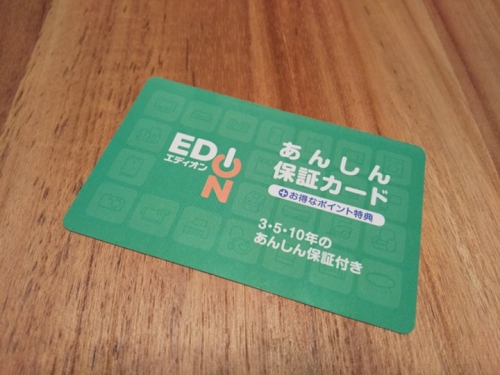 EDION
エディオン
あんしん
保証カード
+お得なポイント特典
3・5・10年の
あんしん保証付き